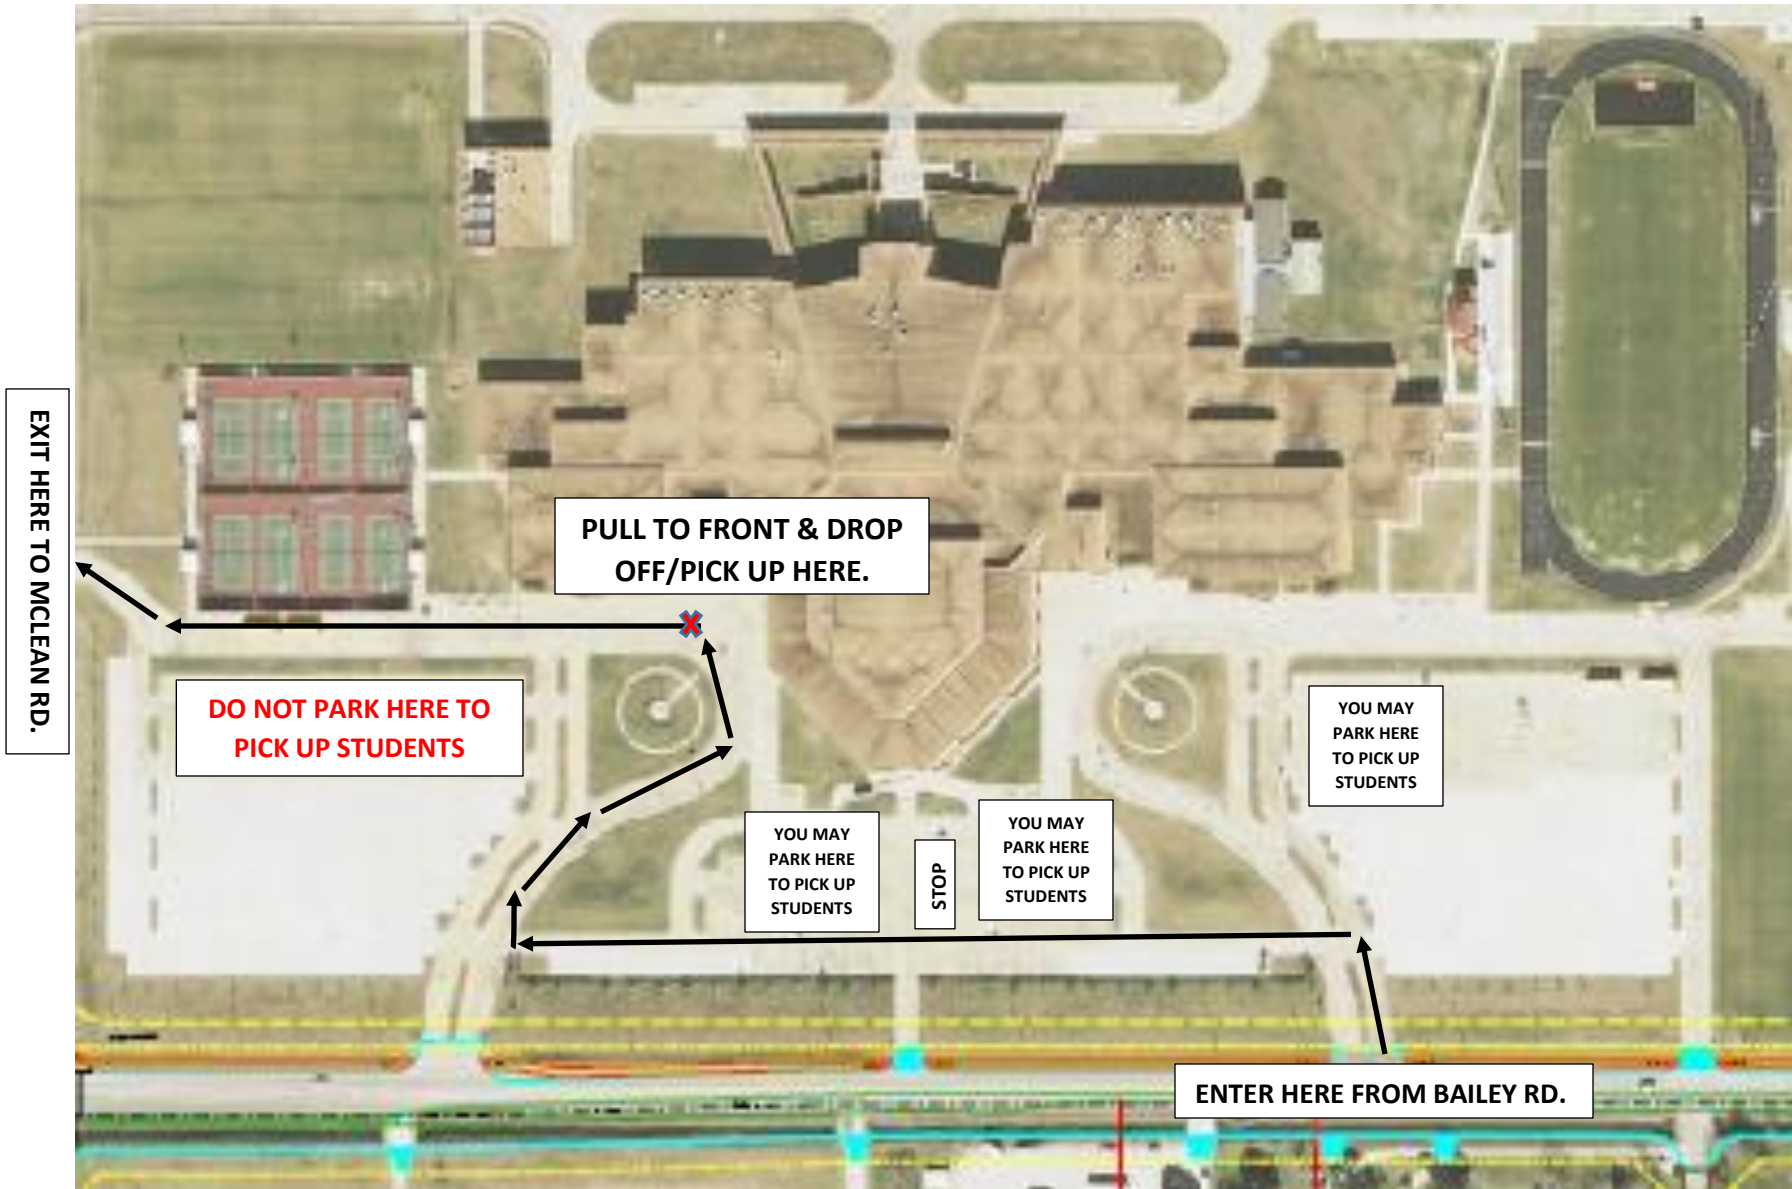 PULL TO FRONT & DROP
OFF/PICK UP HERE.
EXIT HERE TO MCLEAN RD.
DO NOT PARK HERE TO
PICK UP STUDENTS
YOU MAY
PARK HERE
TO PICK UP
STUDENTS
YOU MAY
PARK HERE
TO PICK UP
STUDENTS
STOP
YOU MAY
PARK HERE
TO PICK UP
STUDENTS
ENTER HERE FROM BAILEY RD.